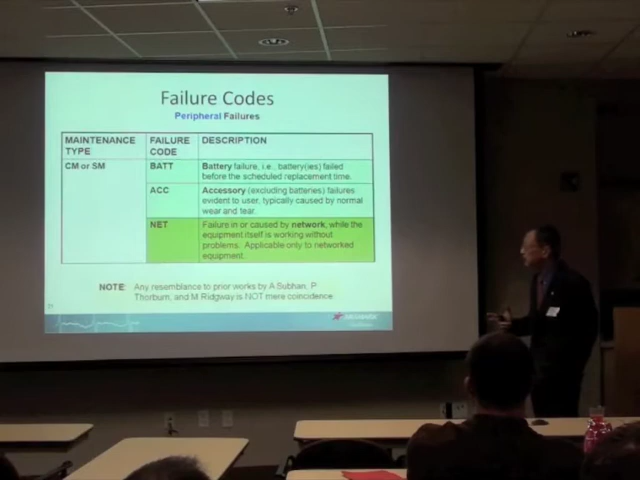 Failure Codes
Peripheral Failures
MAINTENANCE TYPE
FAILURE CODE
DESCRIPTION
CM or SM
BATT
Battery failure, i.e., battery(ies) failed
before the scheduled replacement time.
ACC
Accessory (excluding batteries) failures
evident to user, typically caused by normal
wear and tear.
NET
Failure in or caused by network, while the
equipment itself is working without
problems. Applicable only to networked
equipment.
NOTE: Any resemblance to prior works by A Subhan, P
Thorburn, and M Ridgway is NOT mere coincidence